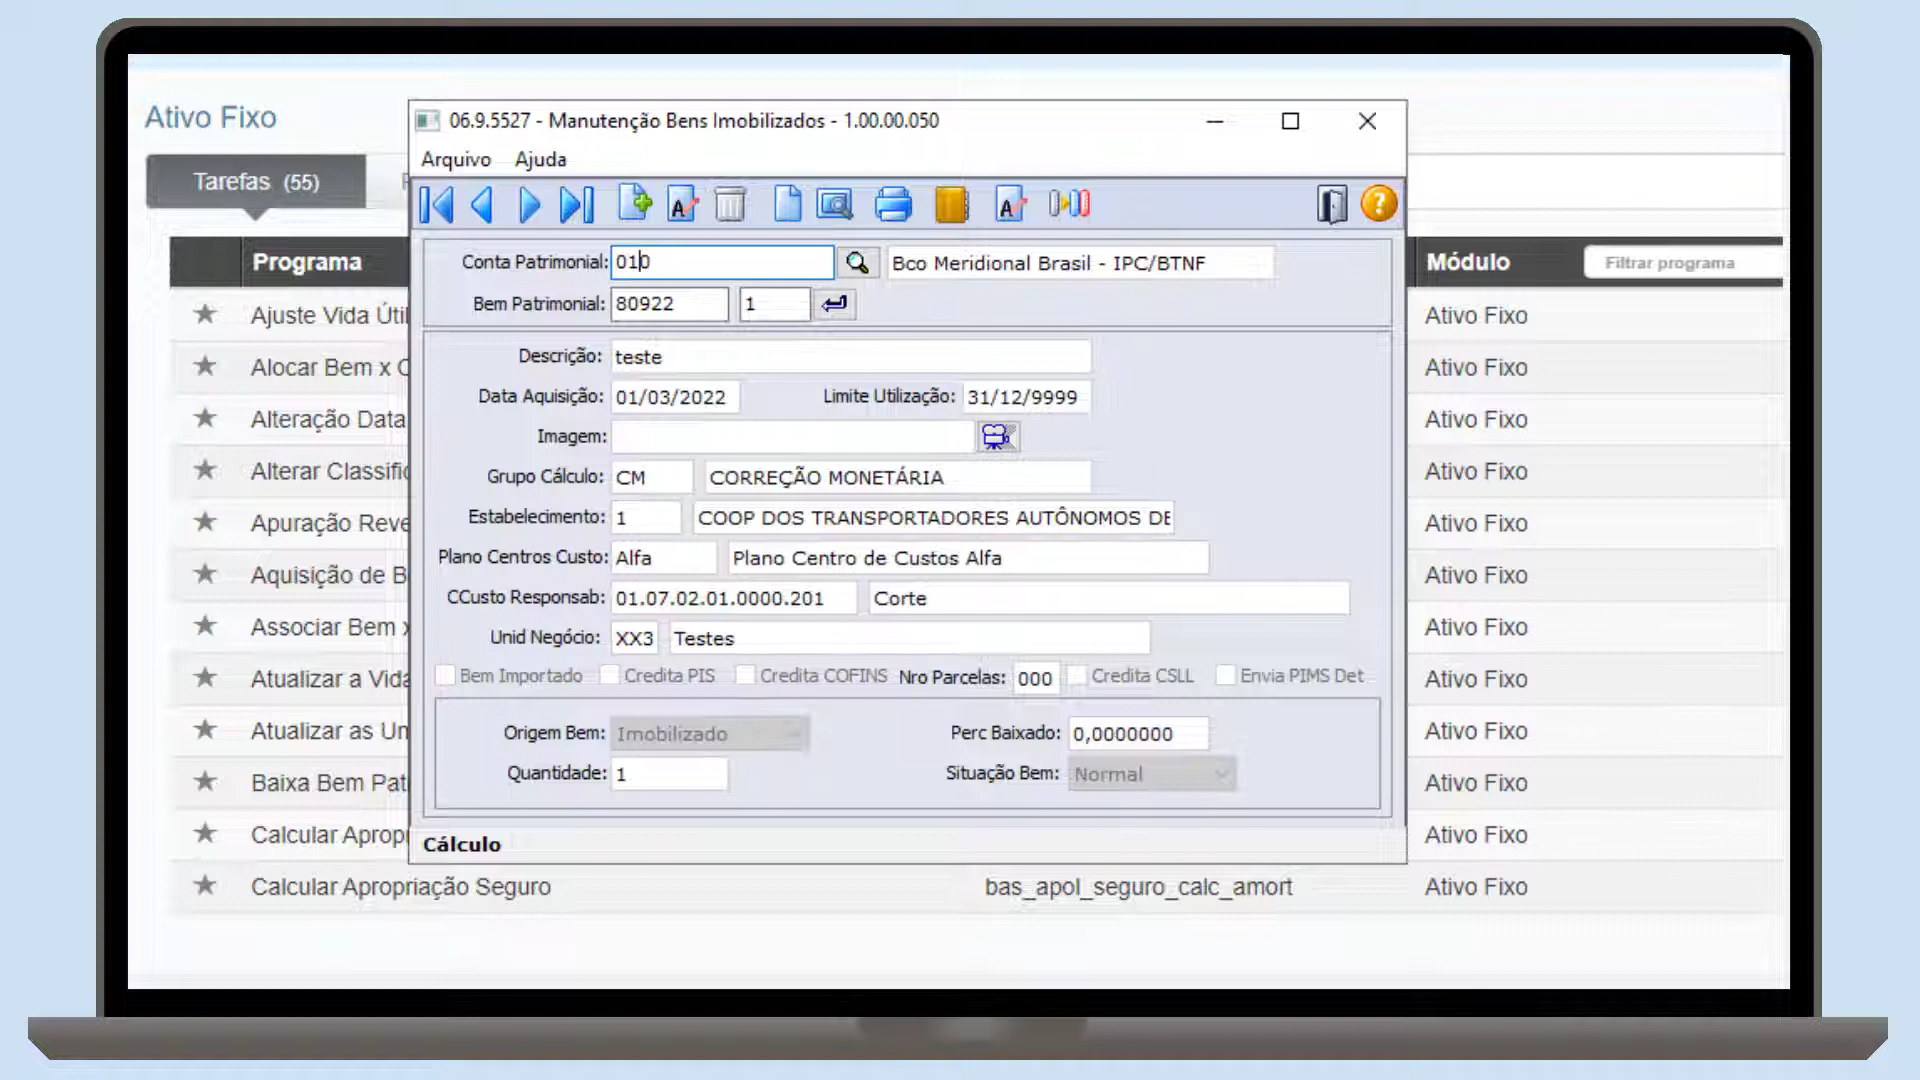 Ativo Fixo
Tarefas (55)
Programa
Módulo
Filtrar programa
Ajuste Vida Útil
Ativo Fixo
Alocar Bem x
Ativo Fixo
Alteração Data
Ativo Fixo
Alterar
Ativo Fixo
Apuração
Ativo Fixo
Aquisição de
Ativo Fixo
Associar Bem x
Ativo Fixo
Atualizar a Vida
Ativo Fixo
Atualizar as
Ativo Fixo
Baixa Bem
Ativo Fixo
Calcular
Ativo Fixo
Calcular Apropriação Seguro
bas_apol_seguro_calc_amort
Ativo Fixo
06.9.5527 - Manutenção Bens Imobilizados - 1.00.00.050
Arquivo Ajuda
Conta Patrimonial: 010 Bco Meridional Brasil - IPC/BTNF
Bem Patrimonial: 80922 1
Descrição: teste
Data Aquisição: 01/03/2022 Limite Utilização: 31/12/9999
Imagem:
Grupo Cálculo: CM CORREÇÃO MONETÁRIA
Estabelecimento: 1 COOP DOS TRANSPORTADORES AUTÔNOMOS DE
Plano Centros Custo: Alfa Plano Centro de Custos Alfa
CCusto Responsab: 01.07.02.01.0000.201 Corte
Unid Negócio: XX3 Testes
Bem Importado Credita PIS Credita COFINS Nro Parcelas: 000 Credita CSLL Envia PIMS Det
Origem Bem: Imobilizado Perc Baixado: 0,0000000
Quantidade: 1 Situação Bem: Normal
Cálculo